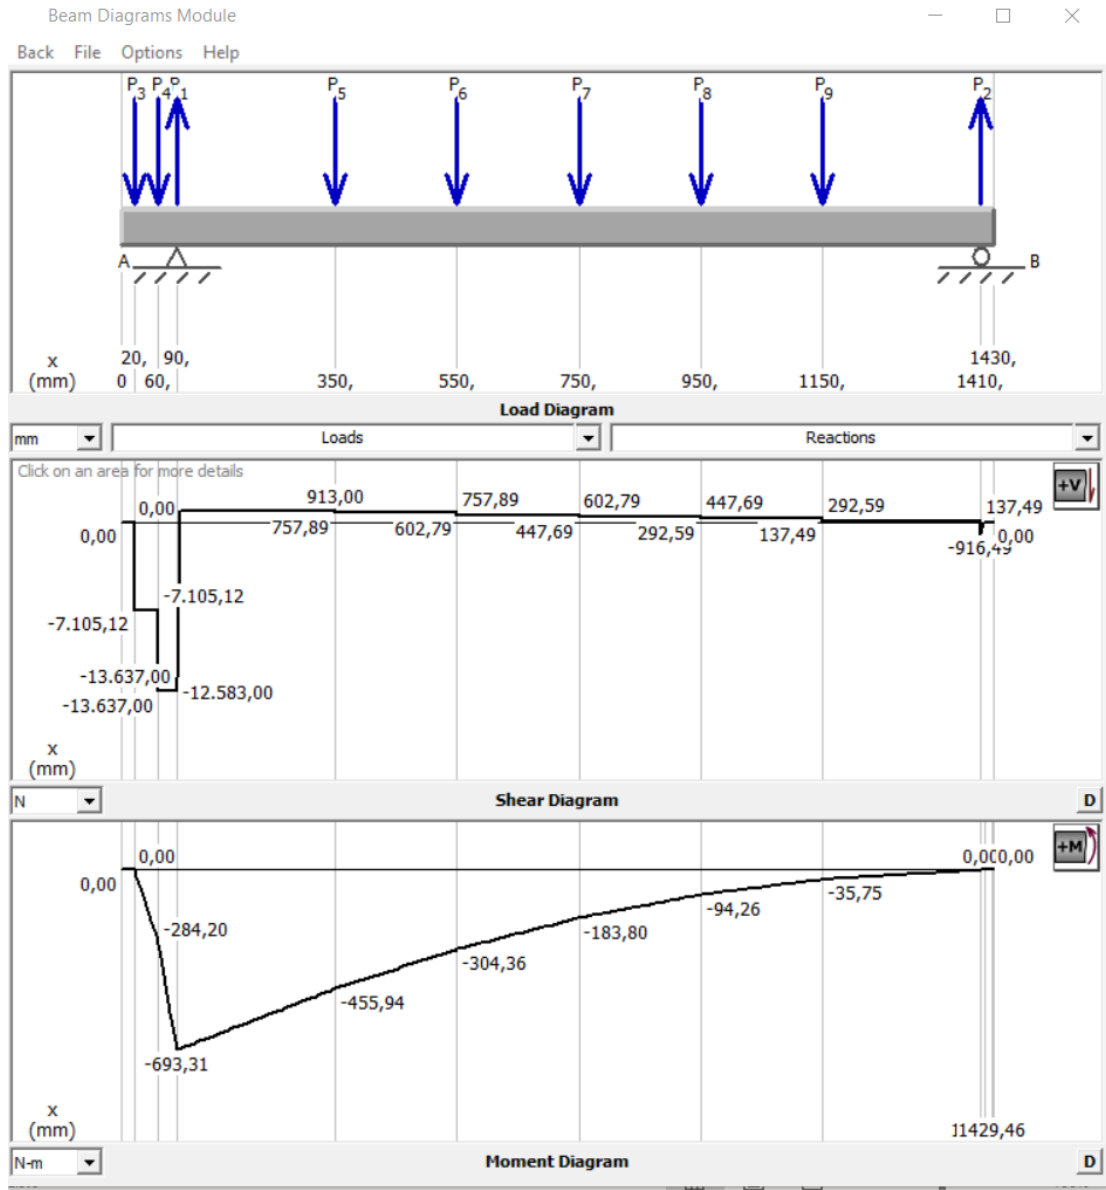 Beam Diagrams Module
Back File Options Help
P3 P4 P1 P5 P6 P7 P8 P9 P2
A B
20, 90, 1430,
x
(mm) 0 60, 350, 550, 750, 950, 1150, 1410,
Load Diagram
mm Loads Reactions
Click on an area for more details
+V
0,00 913,00 757,89 602,79 447,69 292,59 137,49
0,00 757,89 602,79 447,69 292,59 137,49 -916,49 0,00
-7.105,12
-7.105,12
-13.637,00
-12.583,00
-13.637,00
x
(mm)
N Shear Diagram D
+M
0,00 0,00 0,00
0,00
-35,75
-94,26
-284,20
-183,80
-304,36
-455,94
-693,31
x
(mm) 11429,46
N-m Moment Diagram D